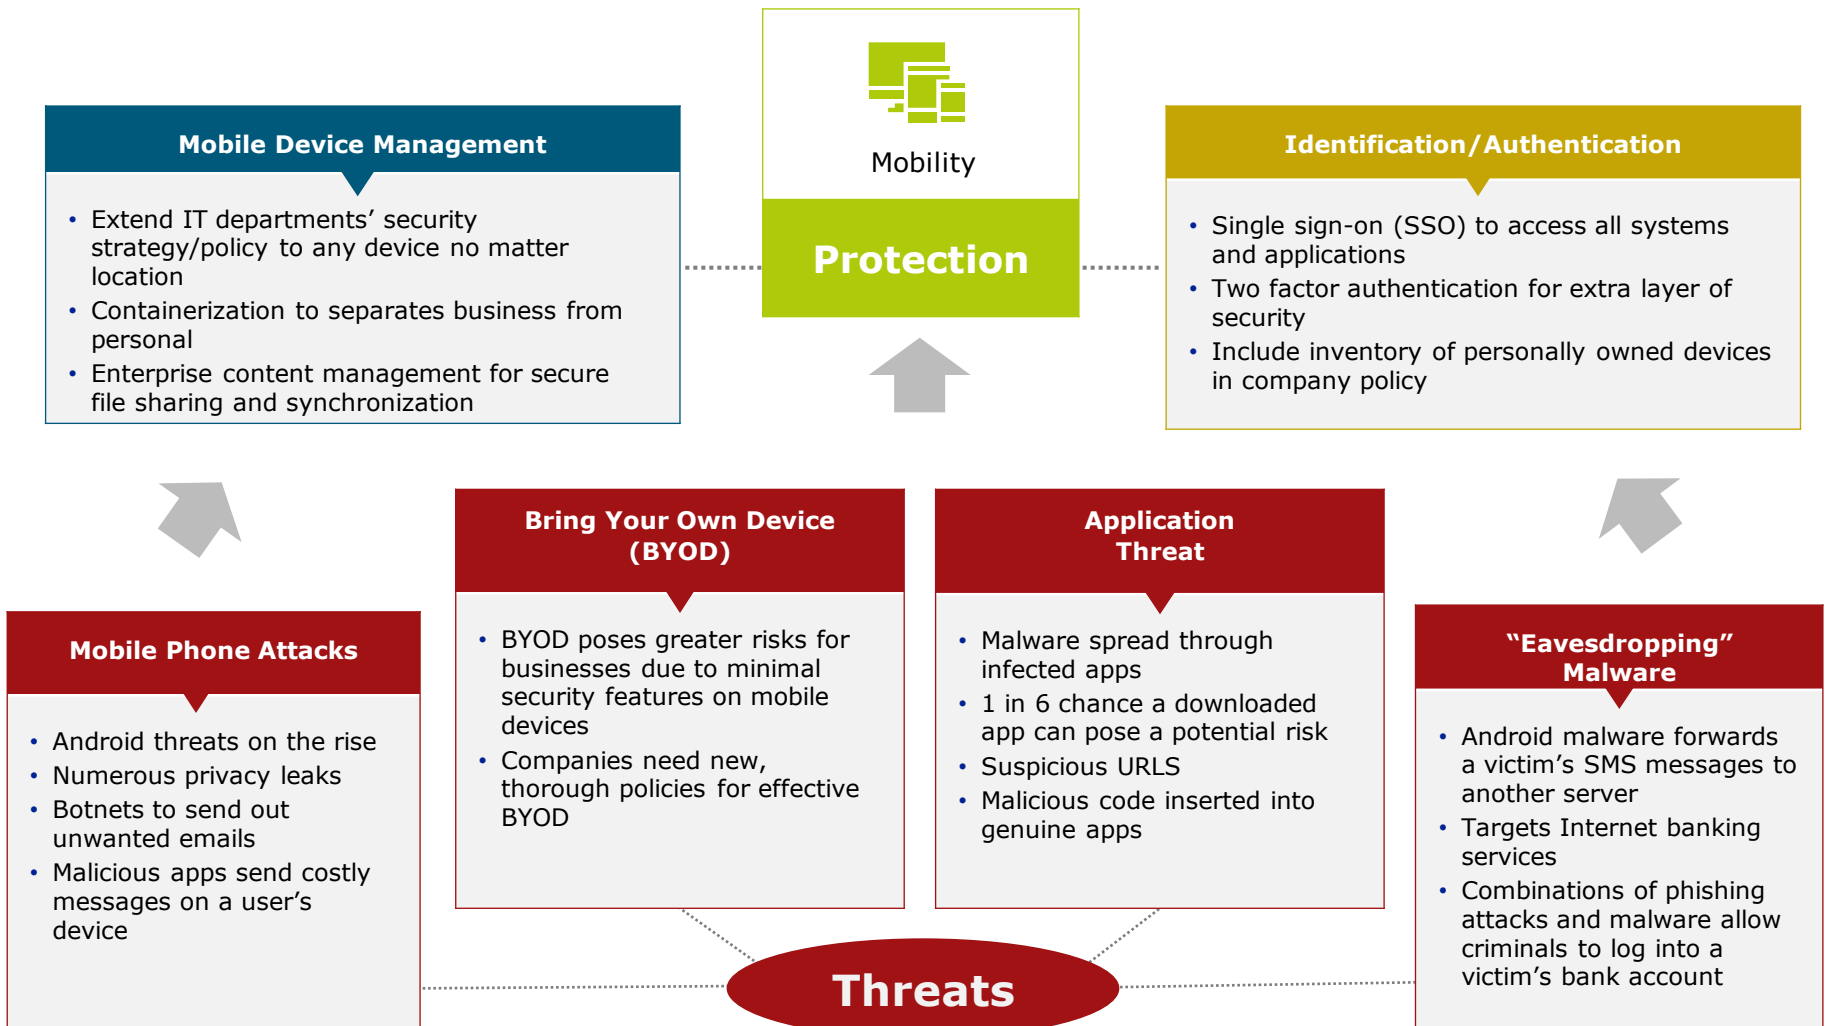 Mobility
Protection
Mobile Device Management
• Extend IT departments’ security
strategy/policy to any device no matter
location
• Containerization to separates business from
personal
• Enterprise content management for secure
file sharing and synchronization
Identification/Authentication
• Single sign-on (SSO) to access all systems
and applications
• Two factor authentication for extra layer of
security
• Include inventory of personally owned devices
in company policy
Mobile Phone Attacks
• Android threats on the rise
• Numerous privacy leaks
• Botnets to send out
unwanted emails
• Malicious apps send costly
messages on a user’s
device
Bring Your Own Device
(BYOD)
• BYOD poses greater risks for
businesses due to minimal
security features on mobile
devices
• Companies need new,
thorough policies for effective
BYOD
Application
Threat
• Malware spread through
infected apps
• 1 in 6 chance a downloaded
app can pose a potential risk
• Suspicious URLS
• Malicious code inserted into
genuine apps
“Eavesdropping”
Malware
• Android malware forwards
a victim’s SMS messages to
another server
• Targets Internet banking
services
• Combinations of phishing
attacks and malware allow
criminals to log into a
victim’s bank account
Threats